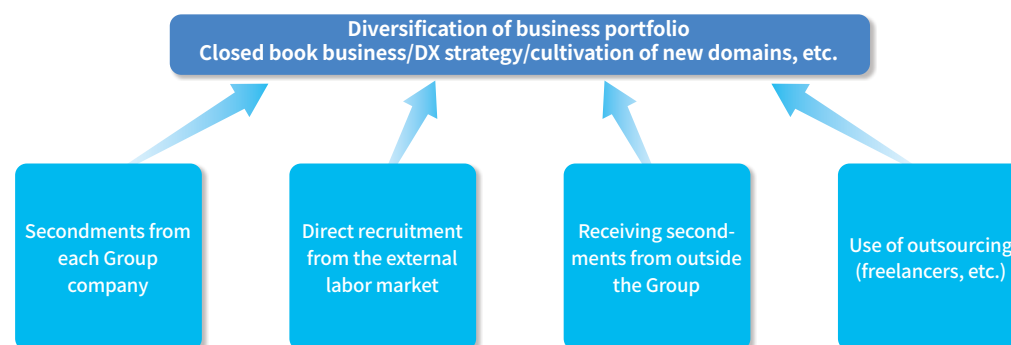 Diversification of business portfolio
Closed book business/DX strategy/cultivation of new domains, etc.
Secondments from
each Group
company
Direct recruitment
from the external
labor market
Receiving second-
ments from outside
the Group
Use of outsourcing
(freelancers, etc.)